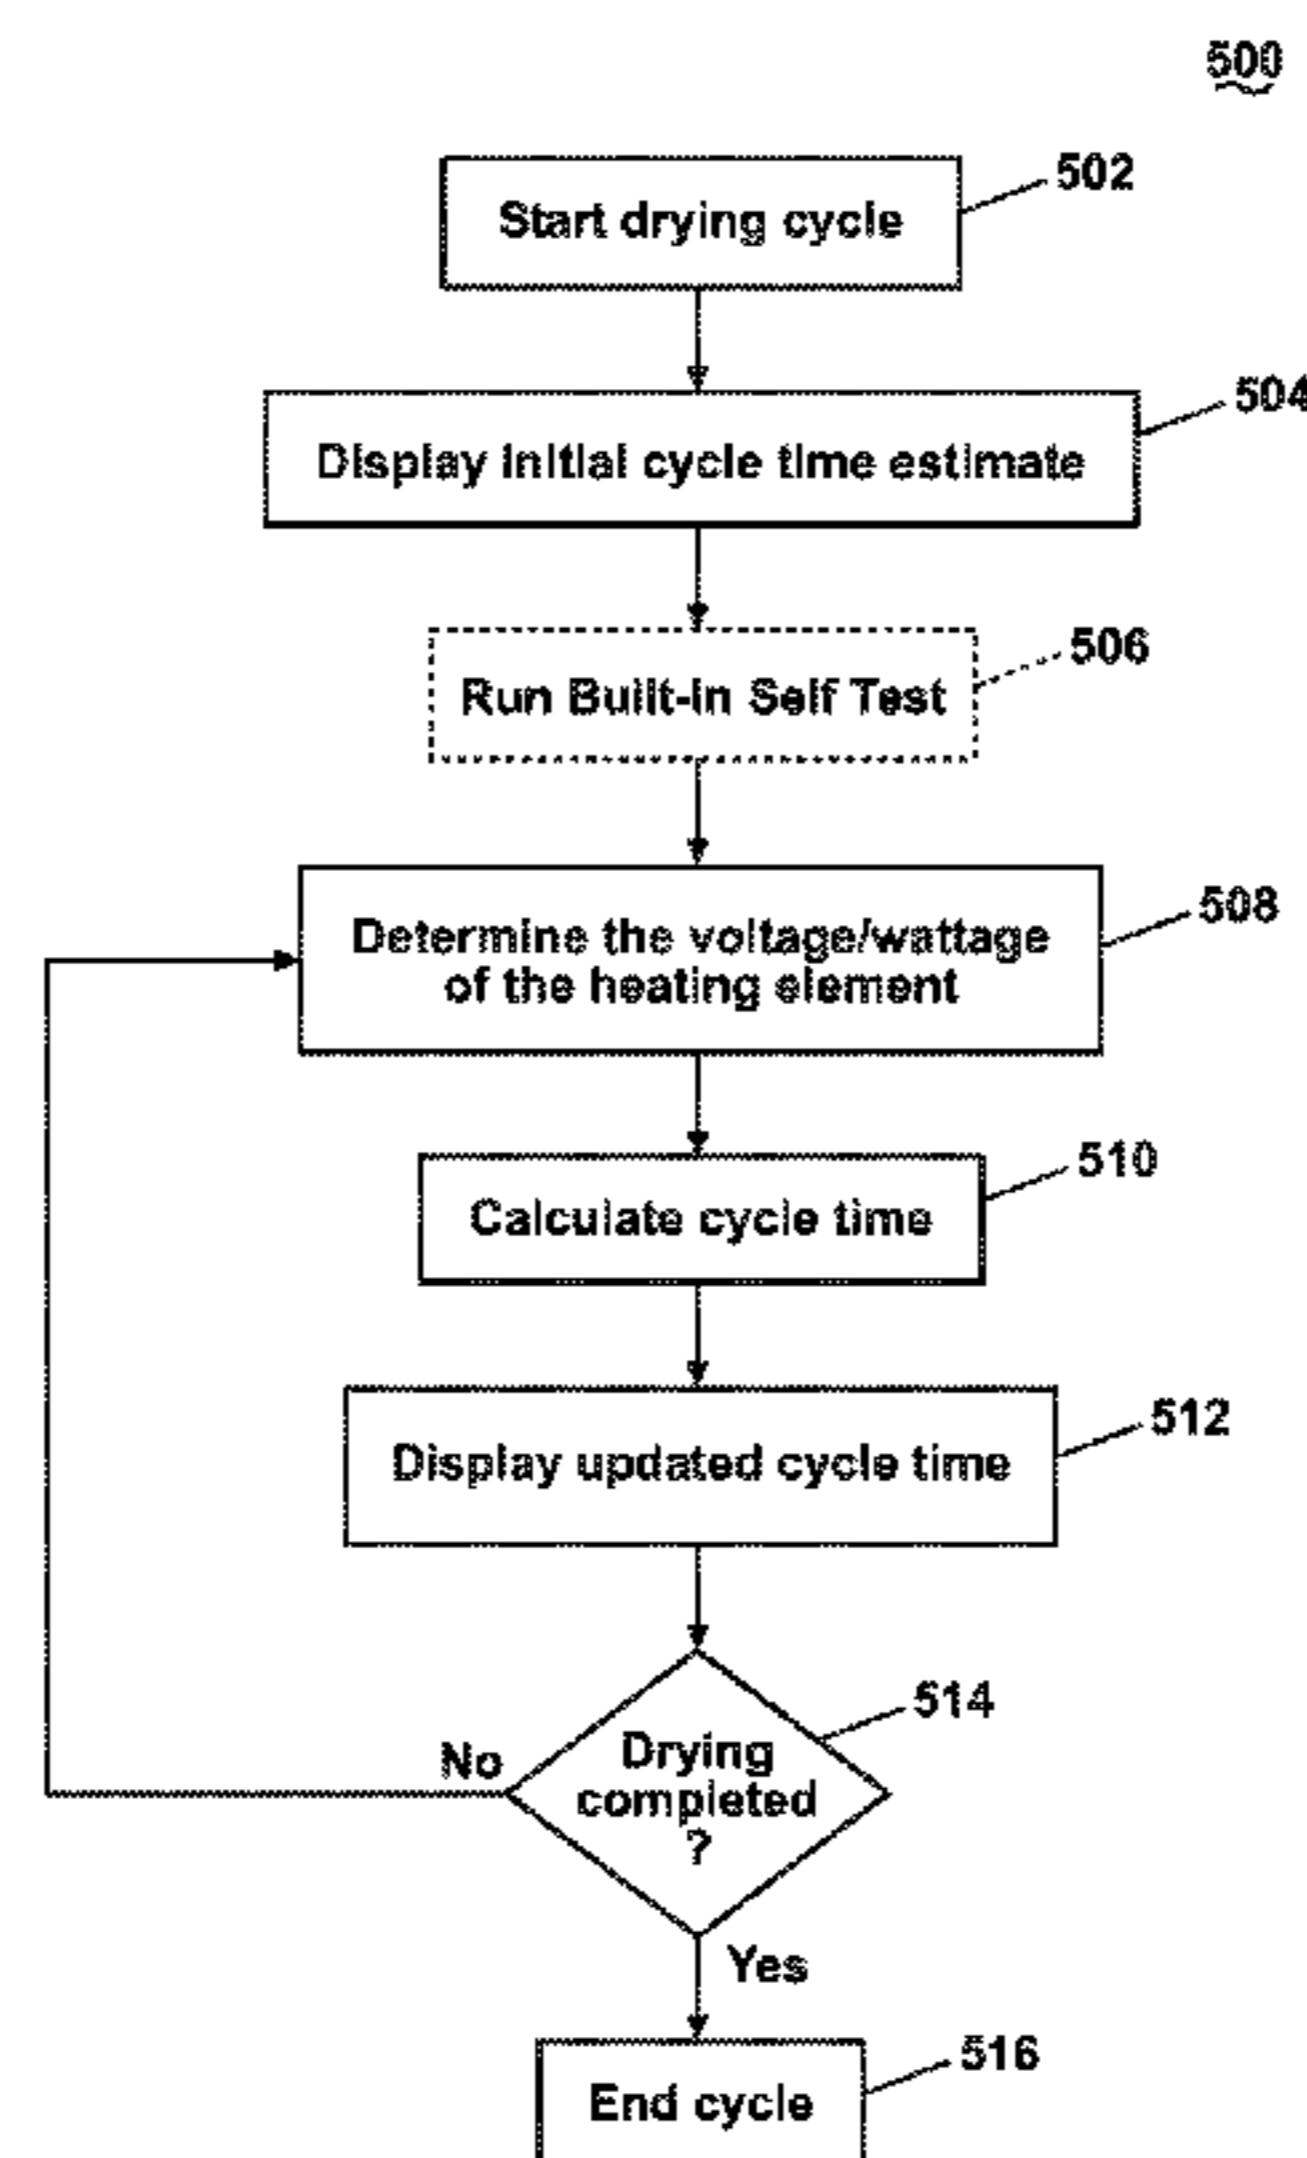 500
Start drying cycle
502
Display initial cycle time estimate
504
Run Built-in Self Test
506
Determine the voltage/wattage
of the heating element
508
Calculate cycle time
510
Display updated cycle time
512
Drying
completed
?
514
No
Yes
End cycle
516